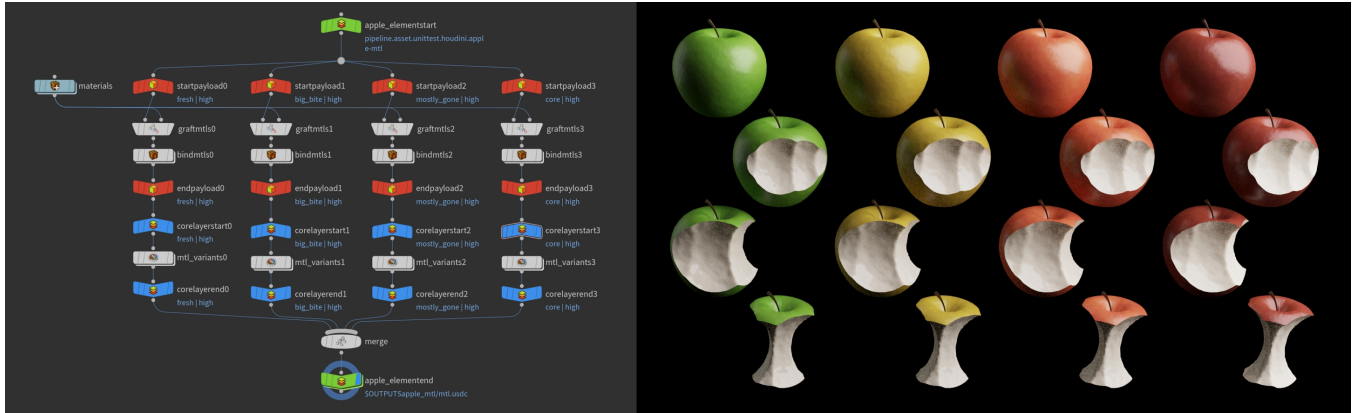 apple_elementstart
pipeline.asset.unittest.houdini.appl
e-mtl
materials
startpayload0
fresh | high
startpayload1
big_bite | high
startpayload2
mostly_gone | high
startpayload3
core | high
graftmtls0
graftmtls1
graftmtls2
graftmtls3
bindmtls0
bindmtls1
bindmtls2
bindmtls3
endpayload0
fresh | high
endpayload1
big_bite | high
endpayload2
mostly_gone | high
endpayload3
core | high
corelayerstart0
fresh | high
corelayerstart1
big_bite | high
corelayerstart2
mostly_gone | high
corelayerstart3
core | high
mtl_variants0
mtl_variants1
mtl_variants2
mtl_variants3
corelayerend0
fresh | high
corelayerend1
big_bite | high
corelayerend2
mostly_gone | high
corelayerend3
core | high
merge
apple_elementend
$OUTPUTSapple_mtl/mtl.usdc